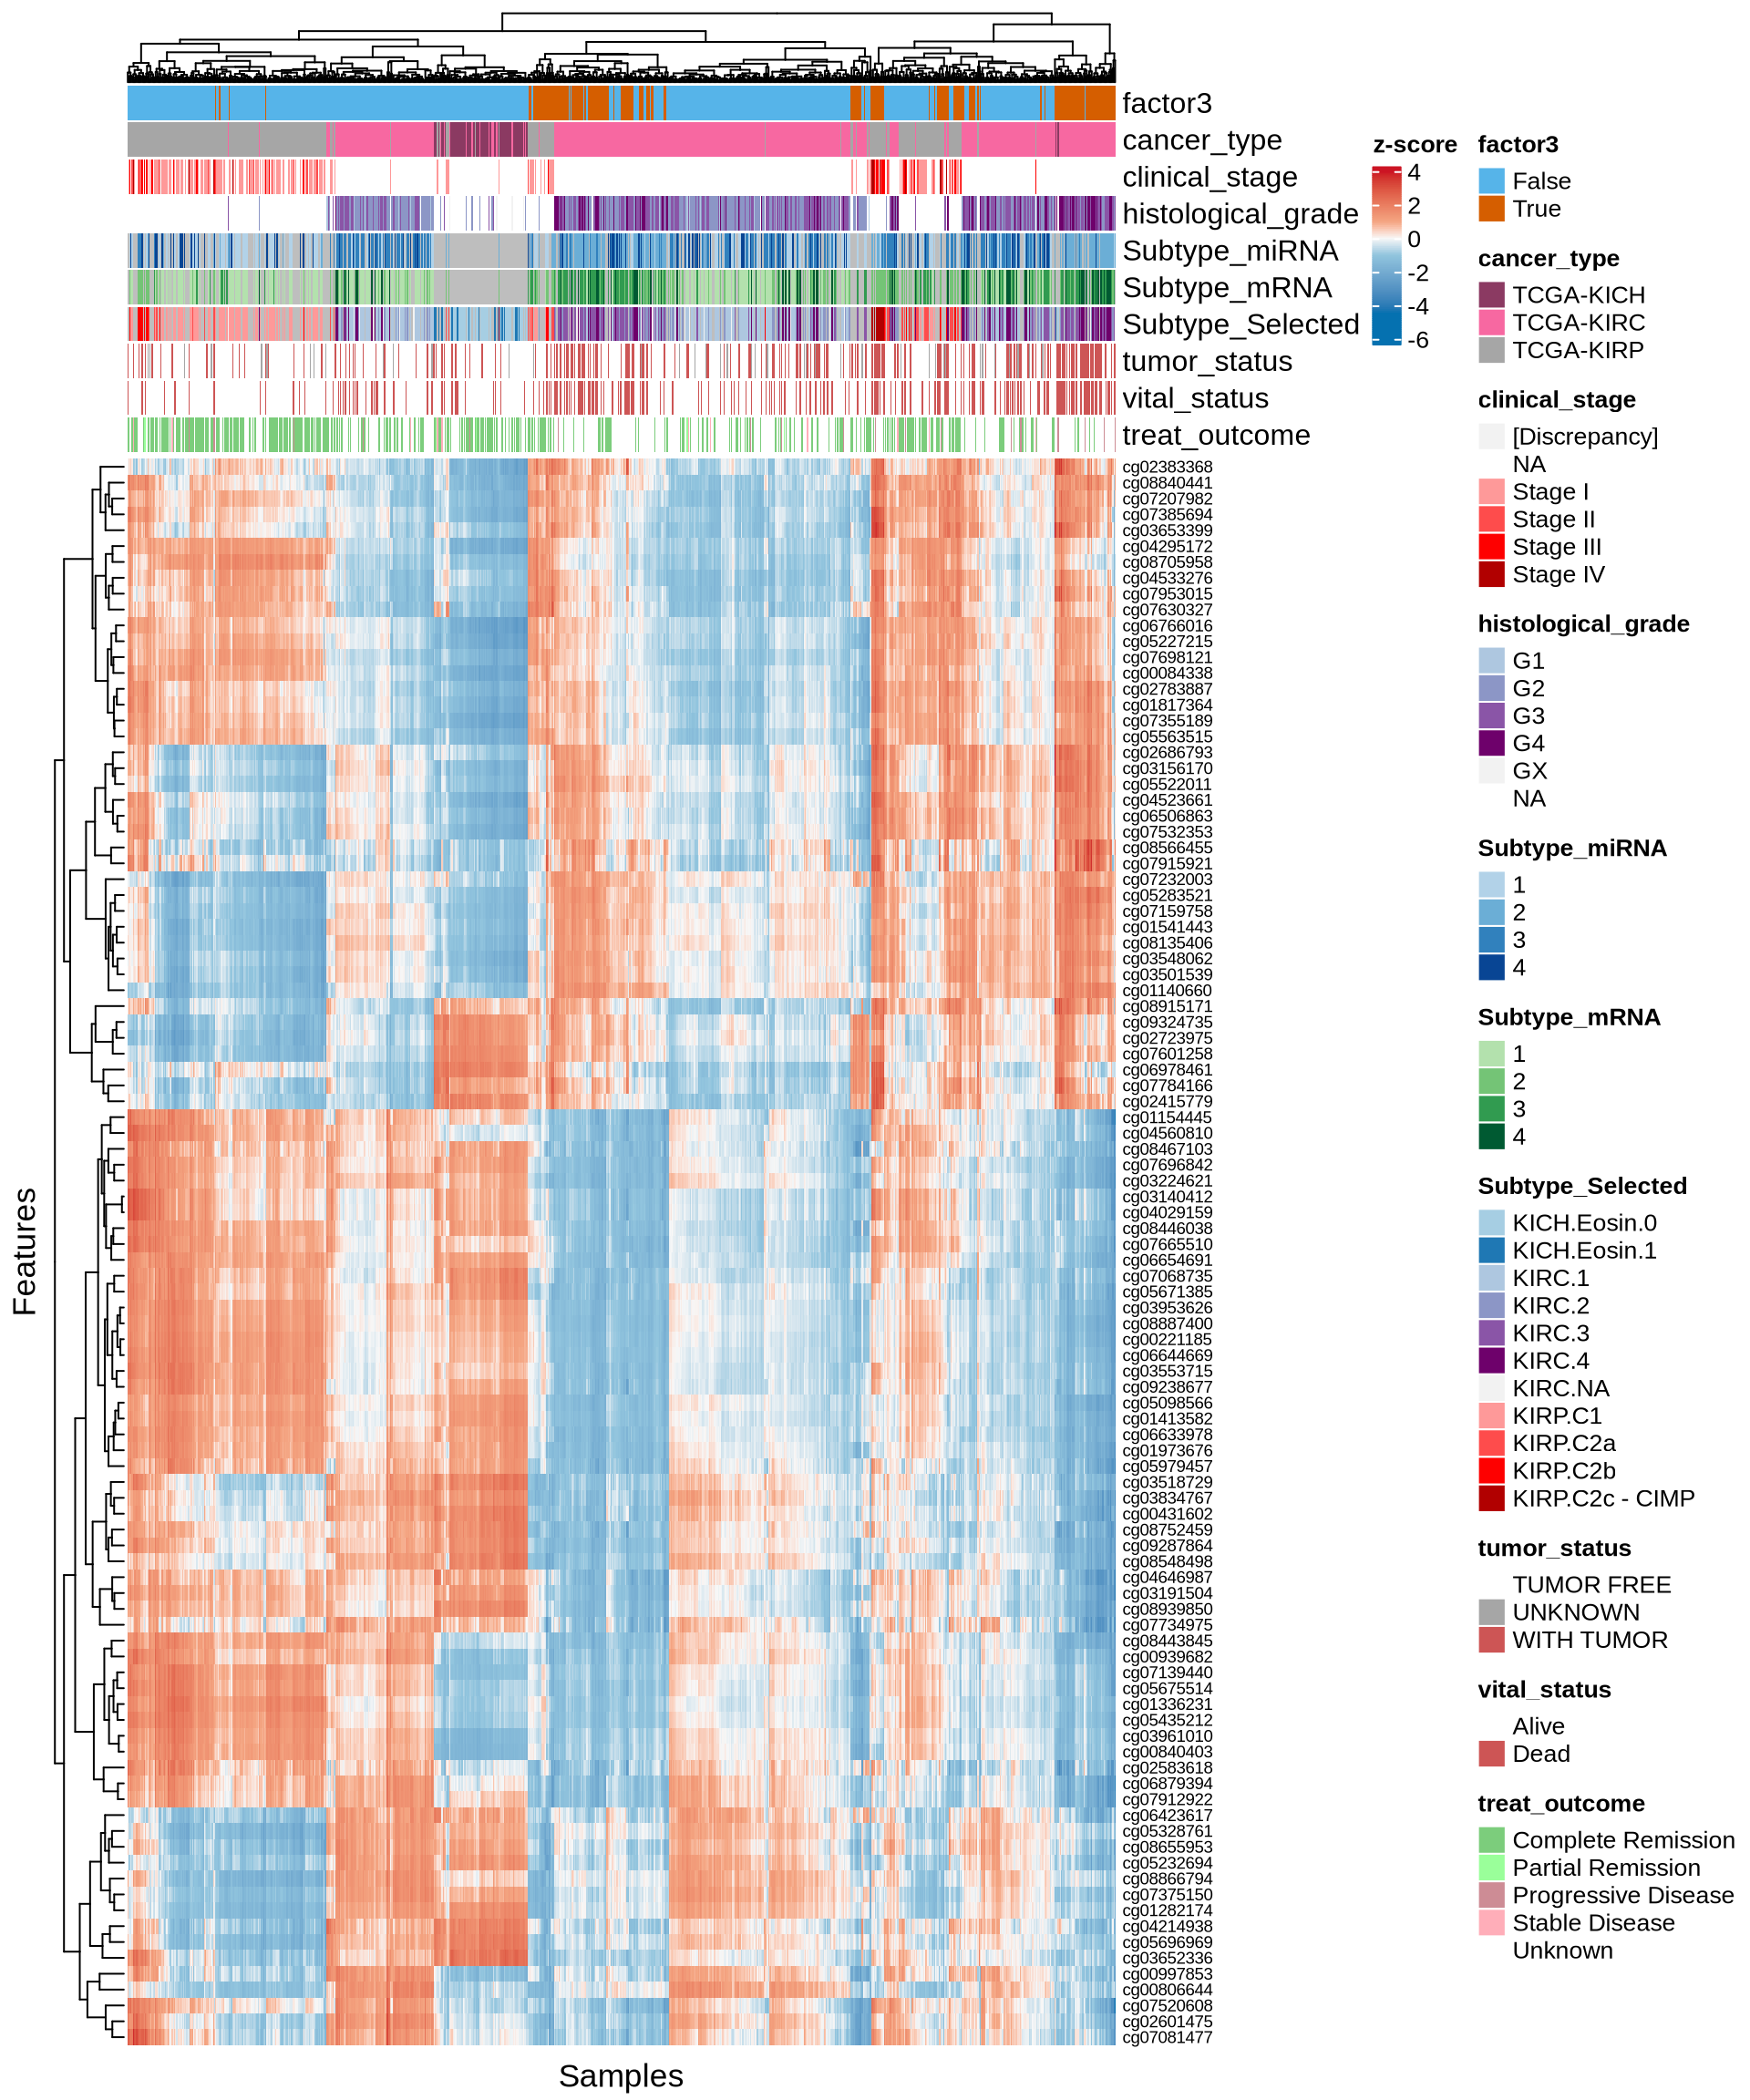 factor3
cancer_type
clinical_stage
histological_grade
Subtype_miRNA
Subtype_mRNA
Subtype_Selected
tumor_status
vital_status
treat_outcome
cg02383368
cg08840441
cg07207982
cg07385694
cg03653399
cg04295172
cg08705958
cg04533276
cg07953015
cg07630327
cg06766016
cg05227215
cg07698121
cg00084338
cg02783887
cg01817364
cg07355189
cg05563515
cg02686793
cg03156170
cg05522011
cg04523661
cg06506863
cg07532353
cg08566455
cg07915921
cg07232003
cg05283521
cg07159758
cg01541443
cg08135406
cg03548062
cg03501539
cg01140660
cg08915171
cg09324735
cg02723975
cg07601258
cg06978461
cg07784166
cg02415779
cg01154445
cg04560810
cg08467103
cg07696842
cg03224621
cg03140412
cg04029159
cg08446038
cg07665510
cg06654691
cg07068735
cg05671385
cg03953626
cg08887400
cg00221185
cg06644669
cg03553715
cg09238677
cg05098566
cg01413582
cg06633978
cg01973676
cg05979457
cg03518729
cg03834767
cg00431602
cg08752459
cg09287864
cg08548498
cg04646987
cg03191504
cg08939850
cg07734975
cg08443845
cg00939682
cg07139440
cg05675514
cg01336231
cg05435212
cg03961010
cg00840403
cg02583618
cg06879394
cg07912922
cg06423617
cg05328761
cg08655953
cg05232694
cg08866794
cg07375150
cg01282174
cg04214938
cg05696969
cg03652336
cg00997853
cg00806644
cg07520608
cg02601475
cg07081477
Features
Samples
z-score
4
2
0
-2
-4
-6
factor3
False
True
cancer_type
TCGA-KICH
TCGA-KIRC
TCGA-KIRP
clinical_stage
[Discrepancy]
NA
Stage I
Stage II
Stage III
Stage IV
histological_grade
G1
G2
G3
G4
GX
NA
Subtype_miRNA
1
2
3
4
Subtype_mRNA
1
2
3
4
Subtype_Selected
KICH.Eosin.0
KICH.Eosin.1
KIRC.1
KIRC.2
KIRC.3
KIRC.4
KIRC.NA
KIRP.C1
KIRP.C2a
KIRP.C2b
KIRP.C2c - CIMP
tumor_status
TUMOR FREE
UNKNOWN
WITH TUMOR
vital_status
Alive
Dead
treat_outcome
Complete Remission
Partial Remission
Progressive Disease
Stable Disease
Unknown